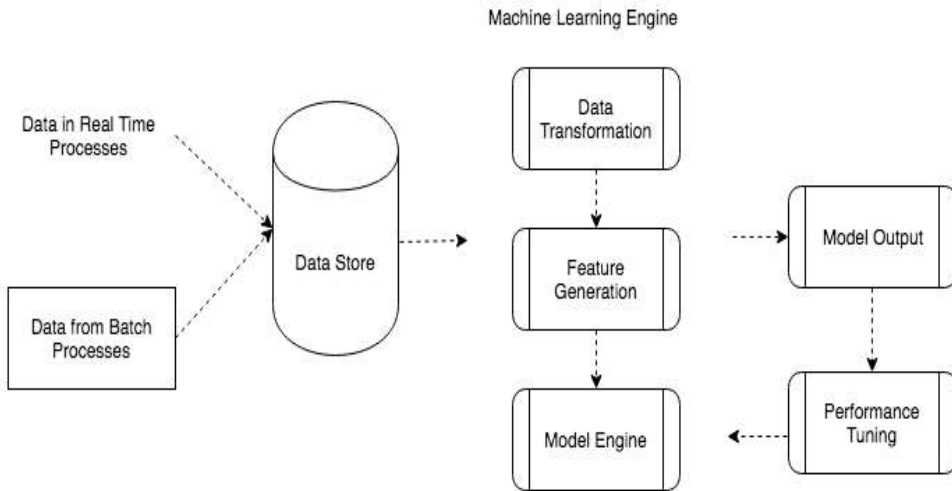 Machine Learning Engine
Data in Real Time
Processes
Data from Batch
Processes
Data Store
Data
Transformation
Feature
Generation
Model Engine
Model Output
Performance
Tuning